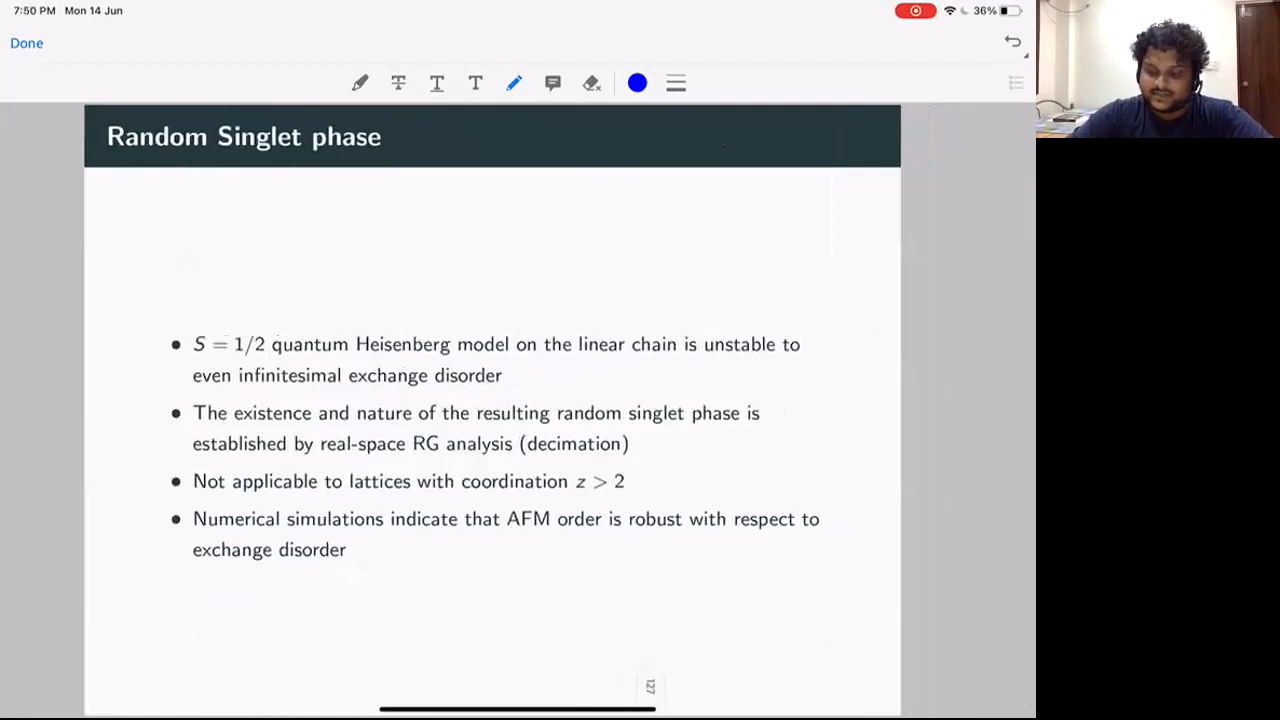 7:50 PM Mon 14 Jun
36%
Done
T T T
Random Singlet phase
• S = 1/2 quantum Heisenberg model on the linear chain is unstable to
even infinitesimal exchange disorder
• The existence and nature of the resulting random singlet phase is
established by real-space RG analysis (decimation)
• Not applicable to lattices with coordination z > 2
• Numerical simulations indicate that AFM order is robust with respect to
exchange disorder
127